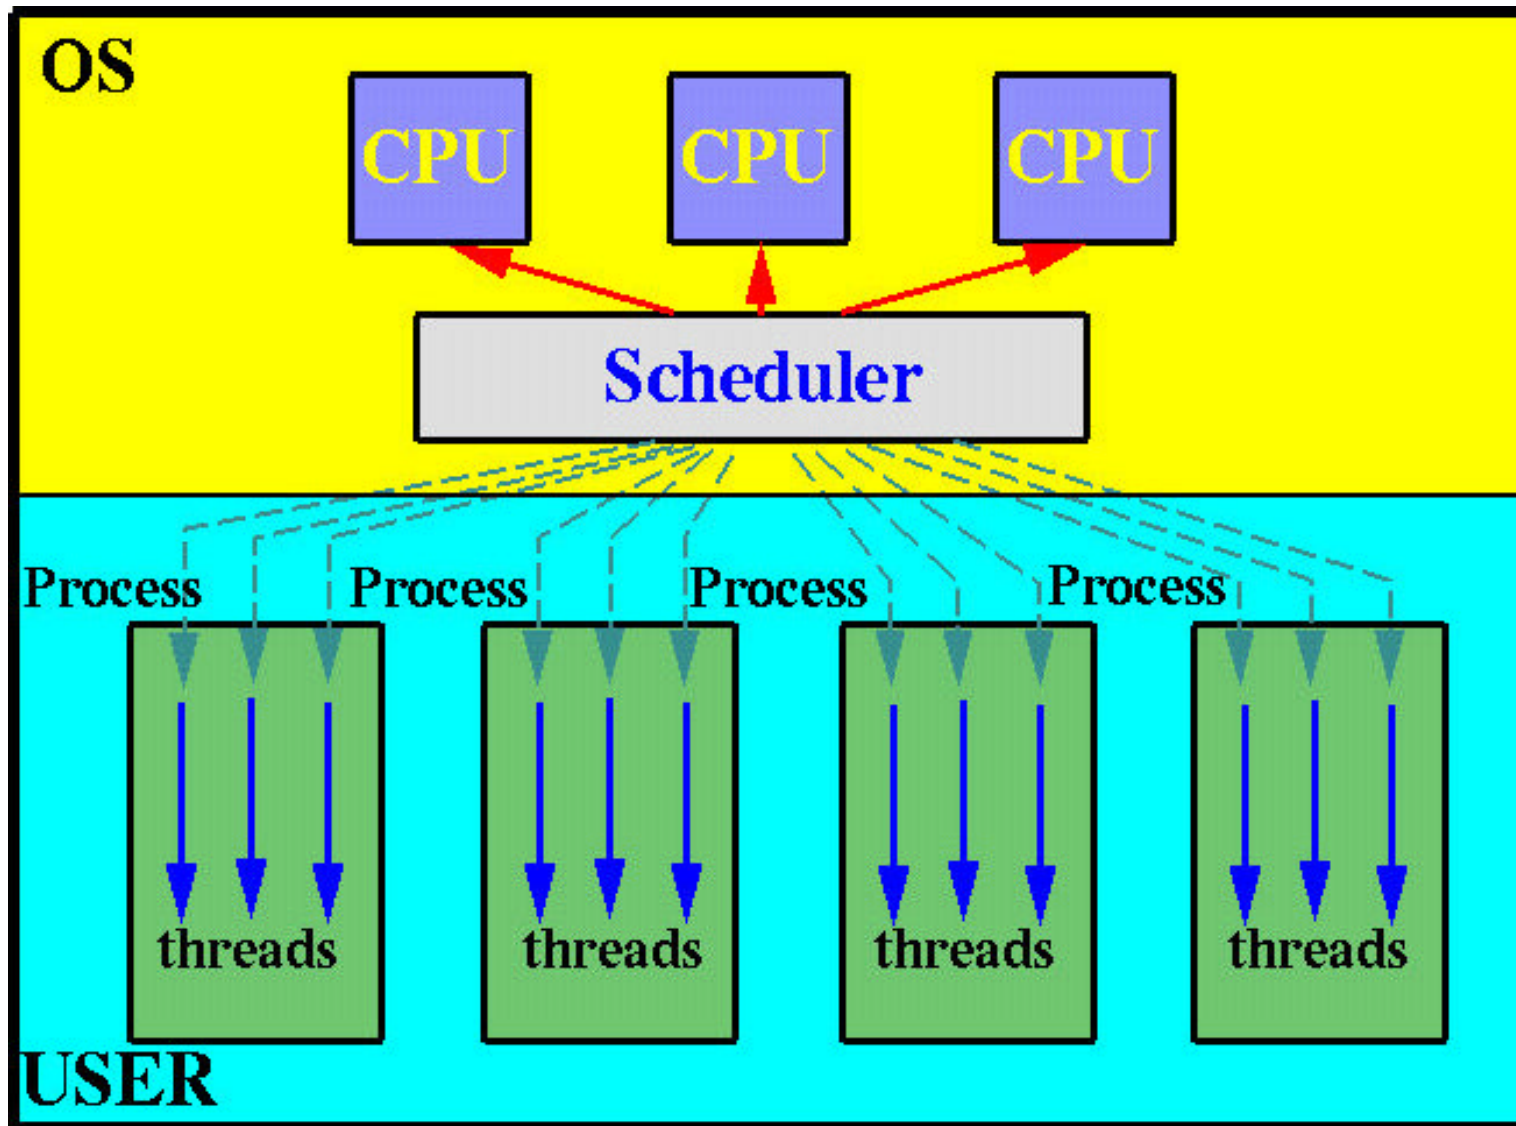 OS
CPU CPU CPU
Scheduler
Process Process Process Process
threads threads threads threads
USER